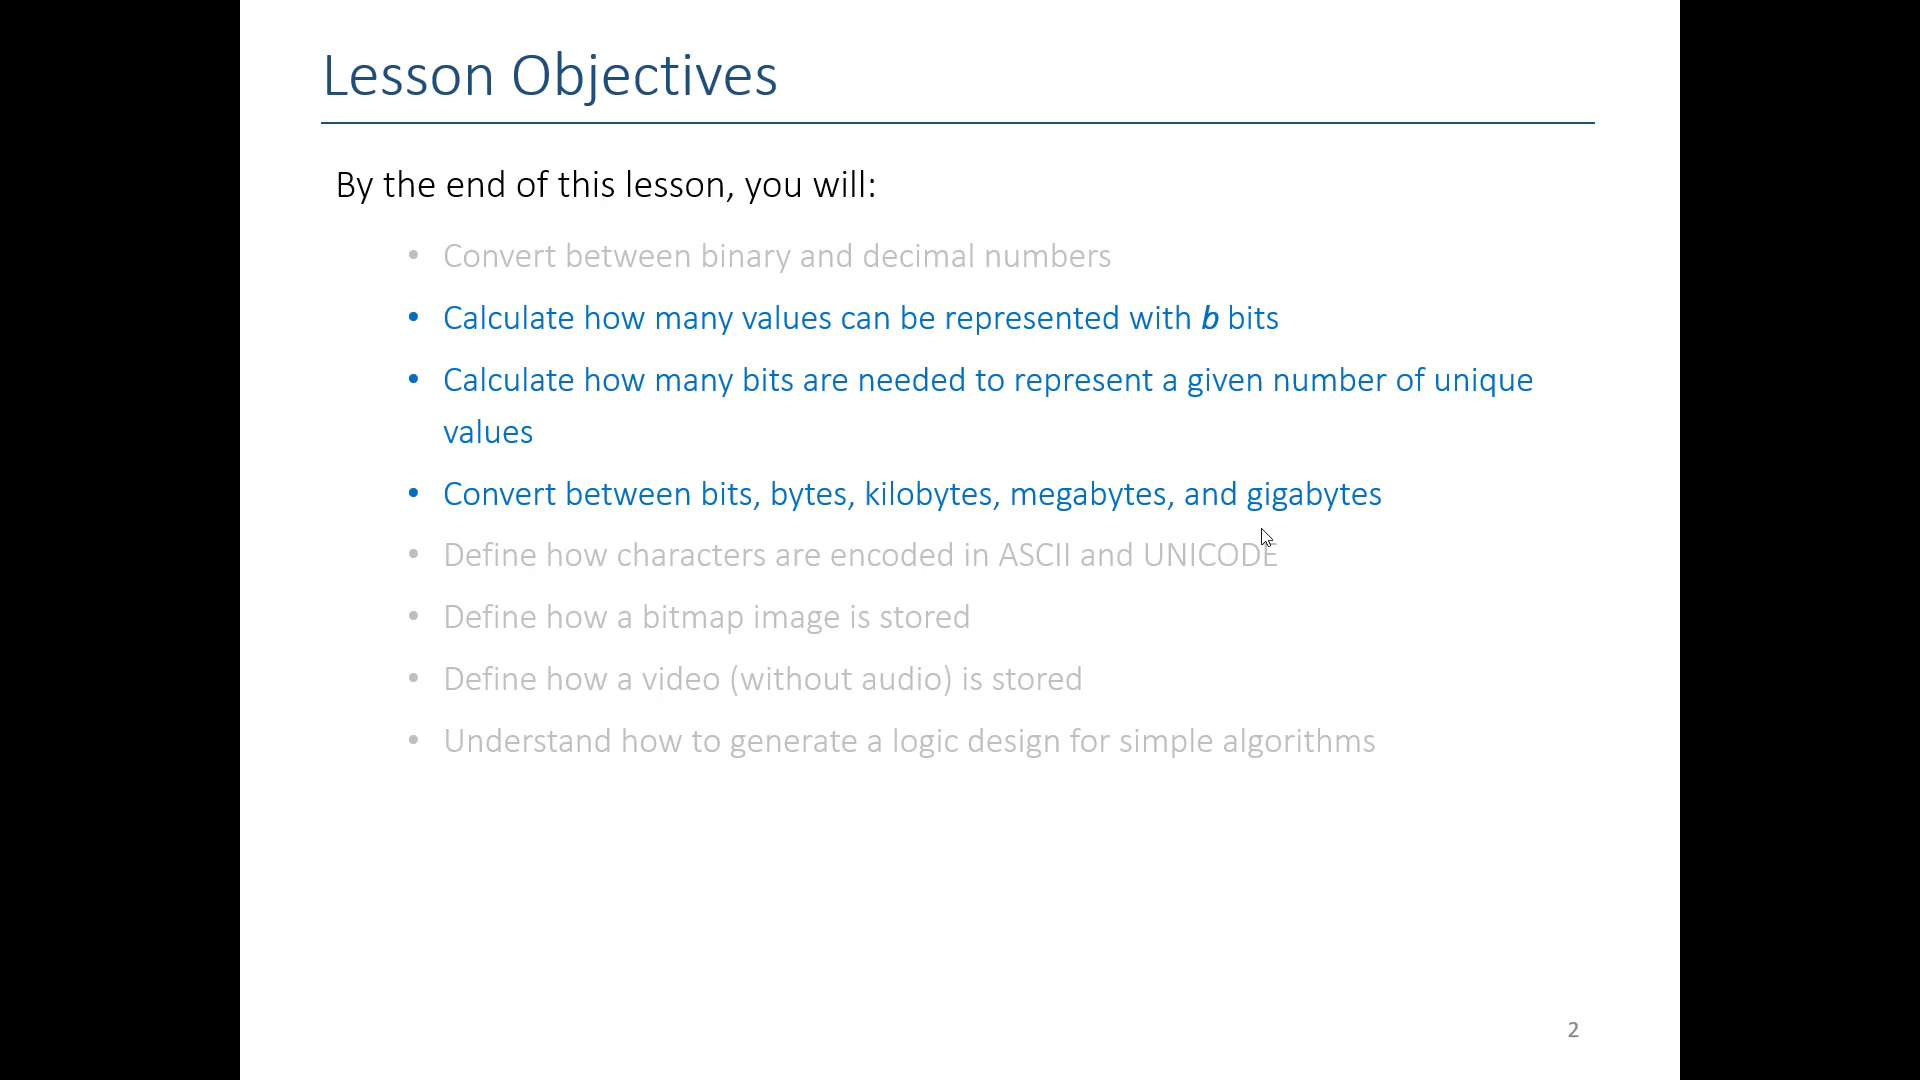 Lesson Objectives
By the end of this lesson, you will:
• Convert between binary and decimal numbers
• Calculate how many values can be represented with b bits
• Calculate how many bits are needed to represent a given number of unique
values
• Convert between bits, bytes, kilobytes, megabytes, and gigabytes
• Define how characters are encoded in ASCII and UNICODE
• Define how a bitmap image is stored
• Define how a video (without audio) is stored
• Understand how to generate a logic design for simple algorithms
2